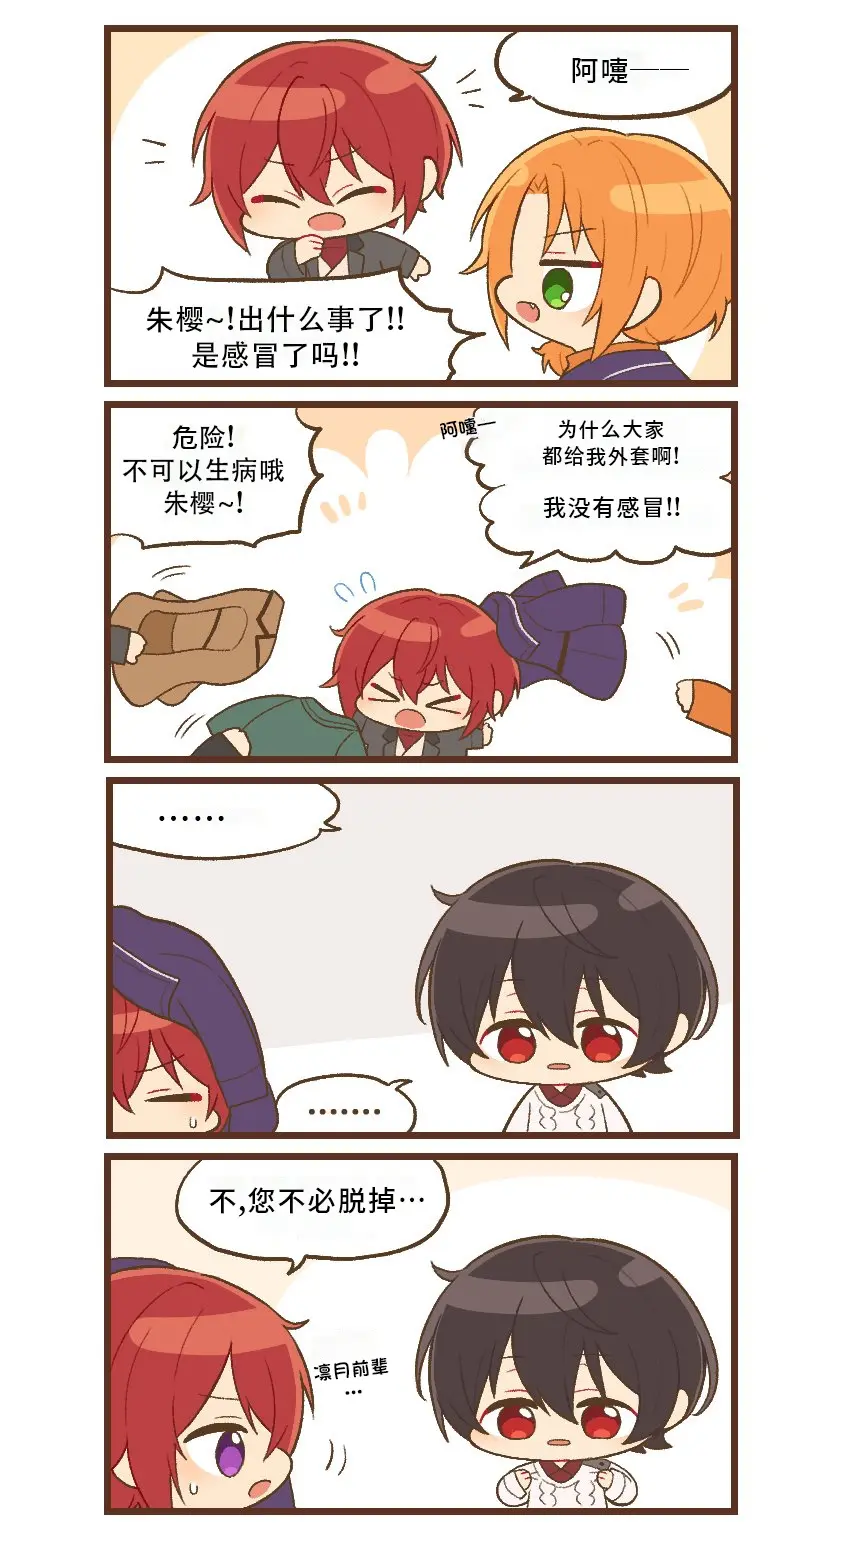 阿嚏——
朱樱~!出什么事了!!
是感冒了吗!!
危险!
不可以生病哦
朱樱~!
阿嚏—
为什么大家
都给我外套啊!
我没有感冒!!
……
.......
不,您不必脱掉…
凛月前辈
…